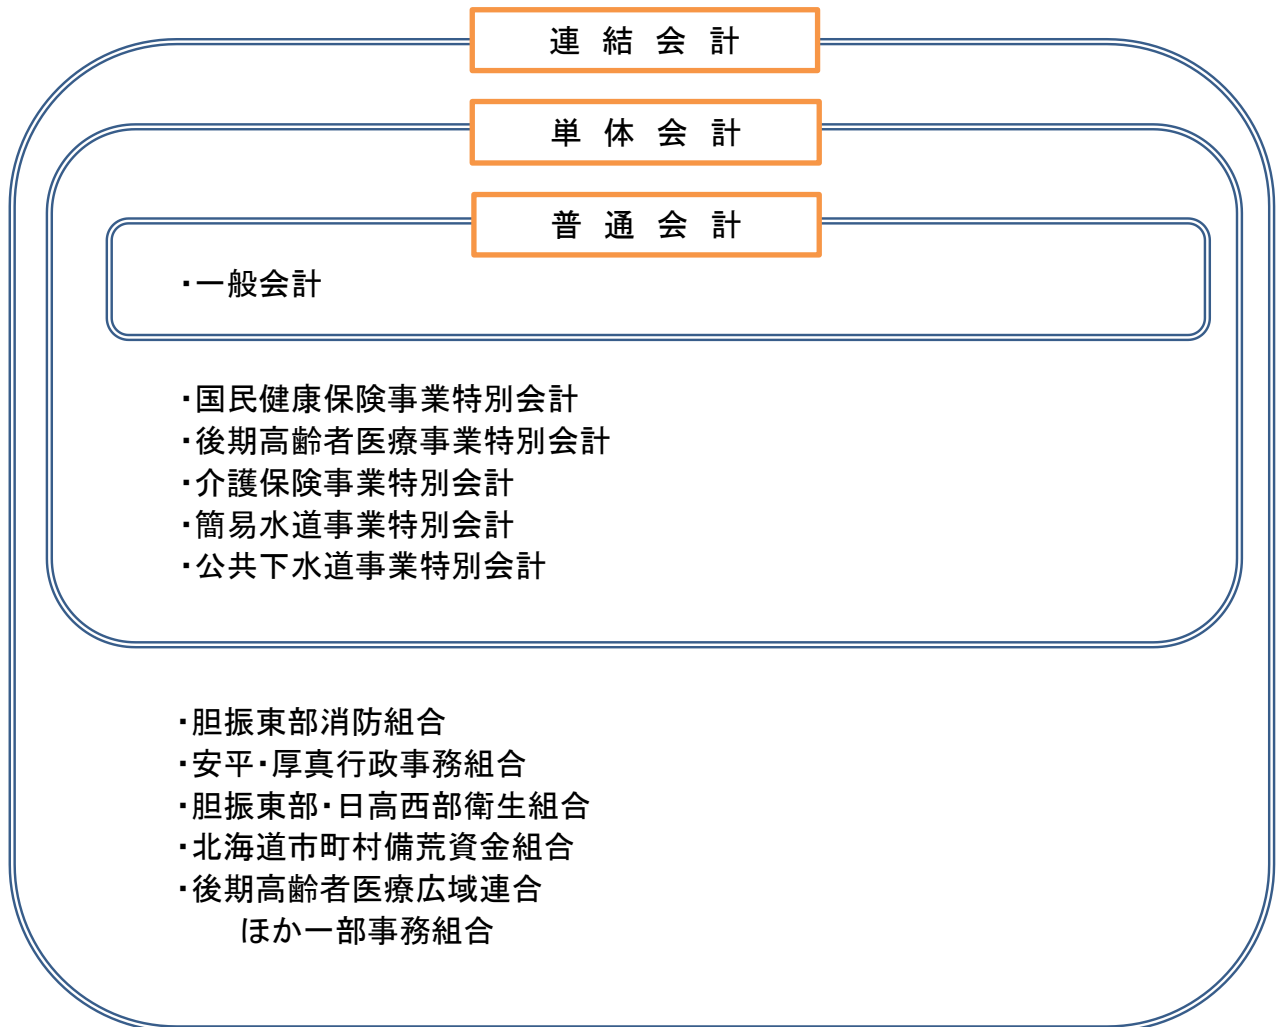 連 結 会 計
単 体 会 計
普 通 会 計
・一般会計
・国民健康保険事業特別会計
・後期高齢者医療事業特別会計
・介護保険事業特別会計
・簡易水道事業特別会計
・公共下水道事業特別会計
・胆振東部消防組合
・安平・厚真行政事務組合
・胆振東部・日高西部衛生組合
・北海道市町村備荒資金組合
・後期高齢者医療広域連合
ほか一部事務組合